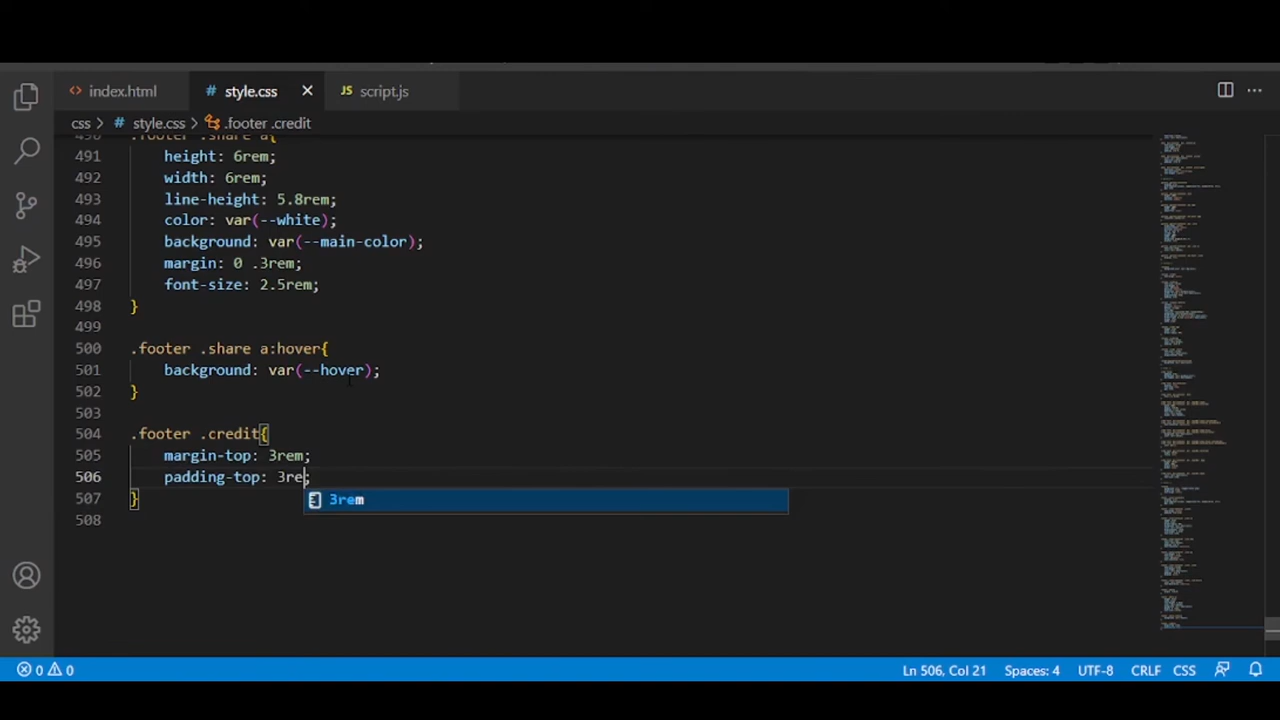 index.html
style.css
script.js
css
style.css
.footer .credit
490 .footer .share a{
491 height: 6rem;
492 width: 6rem;
493 line-height: 5.8rem;
494 color: var(--white);
495 background: var(--main-color);
496 margin: 0 .3rem;
497 font-size: 2.5rem;
498 }
499
500 .footer .share a:hover{
501 background: var(--hover);
502 }
503
504 .footer .credit{
505 margin-top: 3rem;
506 padding-top: 3re;
507 }
3rem
508
0 0
Ln 506, Col 21
Spaces: 4
UTF-8
CRLF
CSS